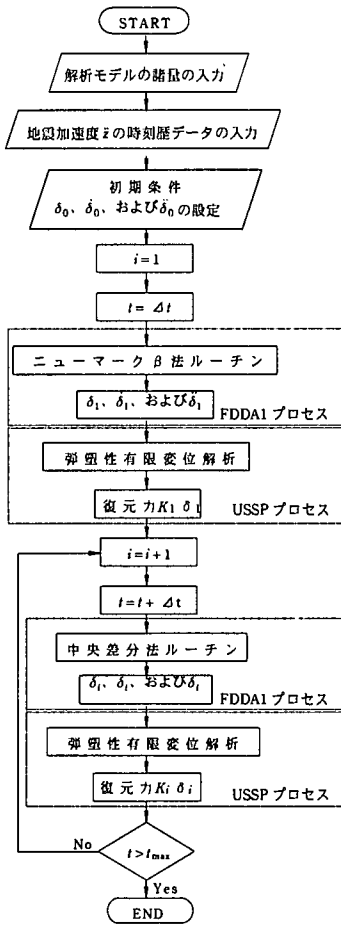 START
解析モデルの諸量の入力
地震加速度z̈の時刻歴データの入力
初期条件
δ₀、δ̇₀、およびδ̈₀の設定
i=1
t= Δt
ニューマークβ法ルーチン
δ₁、δ̇₁、およびδ̈₁
FDDA1 プロセス
弾塑性有限変位解析
復元力K₁ δ₁
USSP プロセス
i=i+1
t=t+ Δt
中央差分法ルーチン
δᵢ、δ̇ᵢ、およびδ̈ᵢ
FDDA1 プロセス
弾塑性有限変位解析
復元力Kᵢ δᵢ
USSP プロセス
No
t>tmax
Yes
END